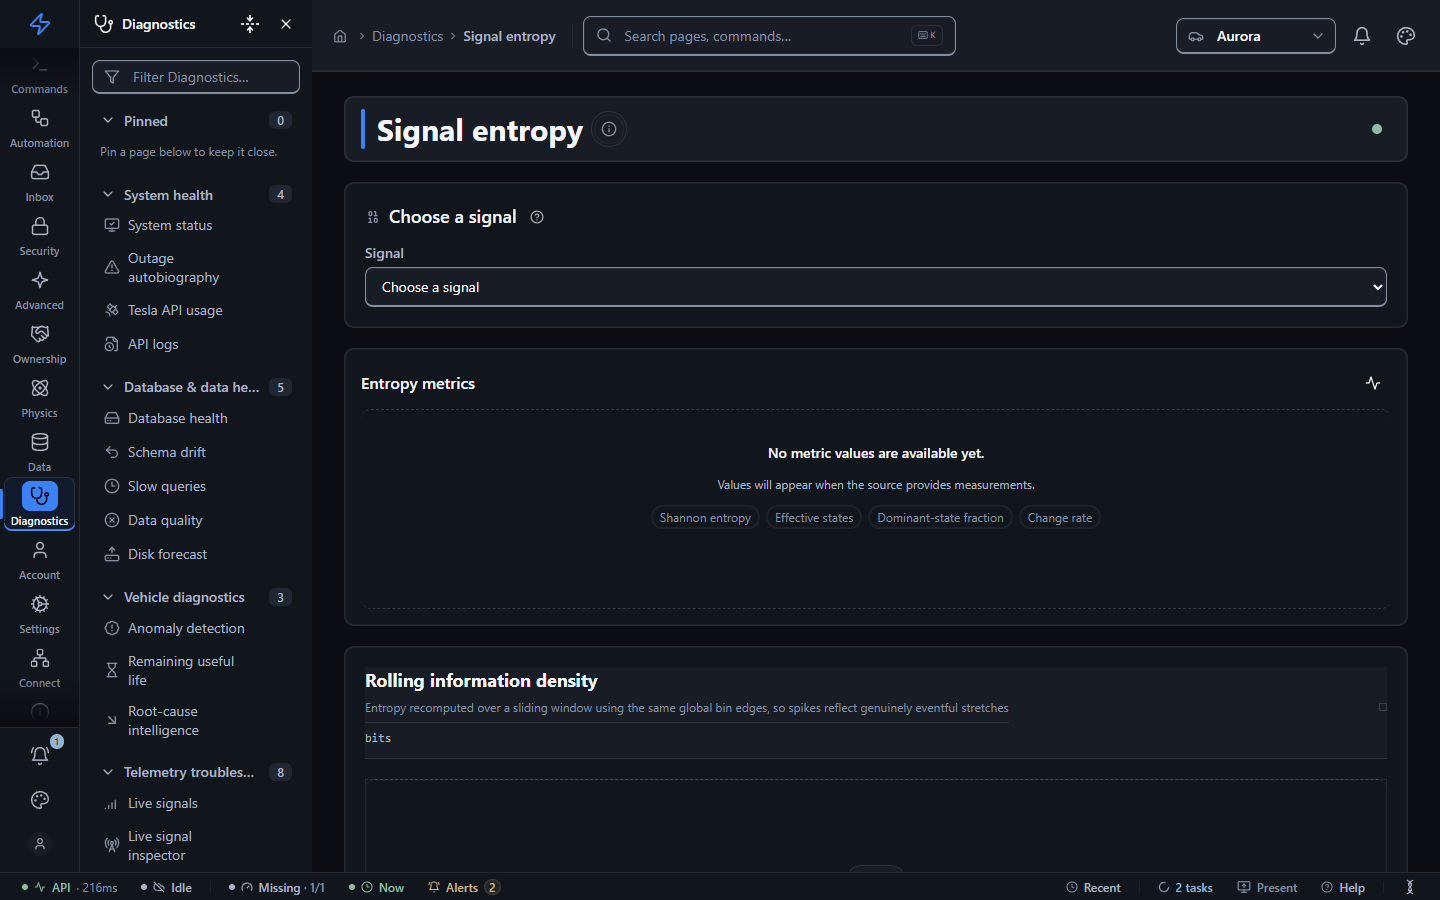 Commands
Automation
Inbox
Security
Advanced
Ownership
Physics
Data
Diagnostics
Account
Settings
Connect
1
Diagnostics
Filter Diagnostics...
Pinned
0
Pin a page below to keep it close.
System health
4
System status
Outage
autobiography
Tesla API usage
API logs
Database & data he...
5
Database health
Schema drift
Slow queries
Data quality
Disk forecast
Vehicle diagnostics
3
Anomaly detection
Remaining useful
life
Root-cause
intelligence
Telemetry troubles...
8
Live signals
Live signal
inspector
Diagnostics
Signal entropy
Search pages, commands...
K
Aurora
Signal entropy
Choose a signal
Signal
Choose a signal
Entropy metrics
No metric values are available yet.
Values will appear when the source provides measurements.
Shannon entropy
Effective states
Dominant-state fraction
Change rate
Rolling information density
Entropy recomputed over a sliding window using the same global bin edges, so spikes reflect genuinely eventful stretches
bits
API · 216ms
Idle
Missing · 1/1
Now
Alerts 2
Recent
2 tasks
Present
Help